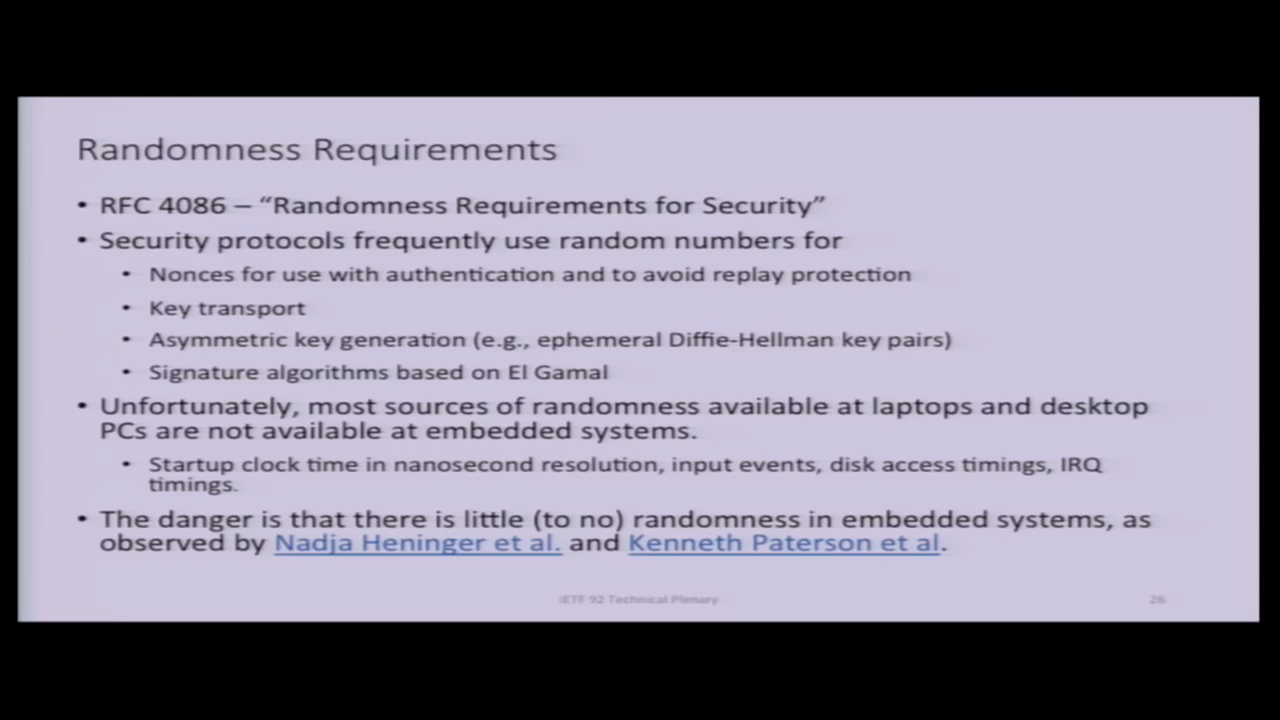 Randomness Requirements
• RFC 4086 – “Randomness Requirements for Security”
• Security protocols frequently use random numbers for
• Nonces for use with authentication and to avoid replay protection
• Key transport
• Asymmetric key generation (e.g., ephemeral Diffie-Hellman key pairs)
• Signature algorithms based on El Gamal
• Unfortunately, most sources of randomness available at laptops and desktop
PCs are not available at embedded systems.
• Startup clock time in nanosecond resolution, input events, disk access timings, IRQ
timings.
• The danger is that there is little (to no) randomness in embedded systems, as
observed by Nadja Heninger et al. and Kenneth Paterson et al.
IETF 92 Technical Plenary
26